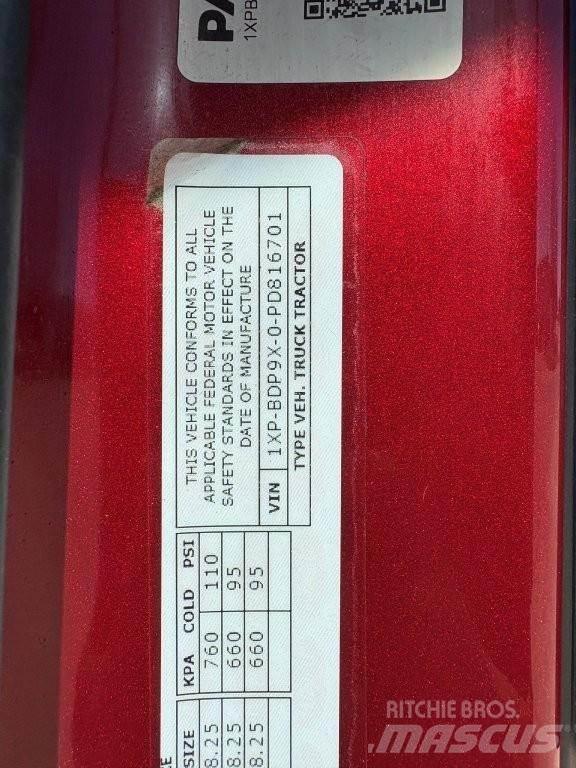 PA
1XPB
THIS VEHICLE CONFORMS TO ALL
APPLICABLE FEDERAL MOTOR VEHICLE
SAFETY STANDARDS IN EFFECT ON THE
DATE OF MANUFACTURE
VIN 1XP-BDP9X-0-PD816701
TYPE VEH. TRUCK TRACTOR
SIZE KPA COLD PSI
8.25 760 110
8.25 660 95
8.25 660 95
RITCHIE BROS.
MASCUS